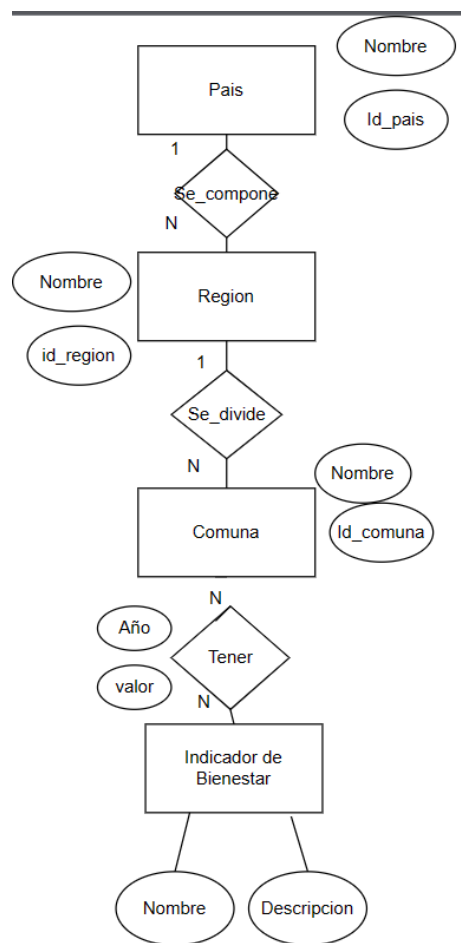 Nombre
Pais
Id_pais
1
Se_compone
N
Nombre
Region
id_region
1
Se_divide
N
Nombre
Comuna
Id_comuna
N
Año
Tener
valor
N
Indicador de
Bienestar
Nombre
Descripcion